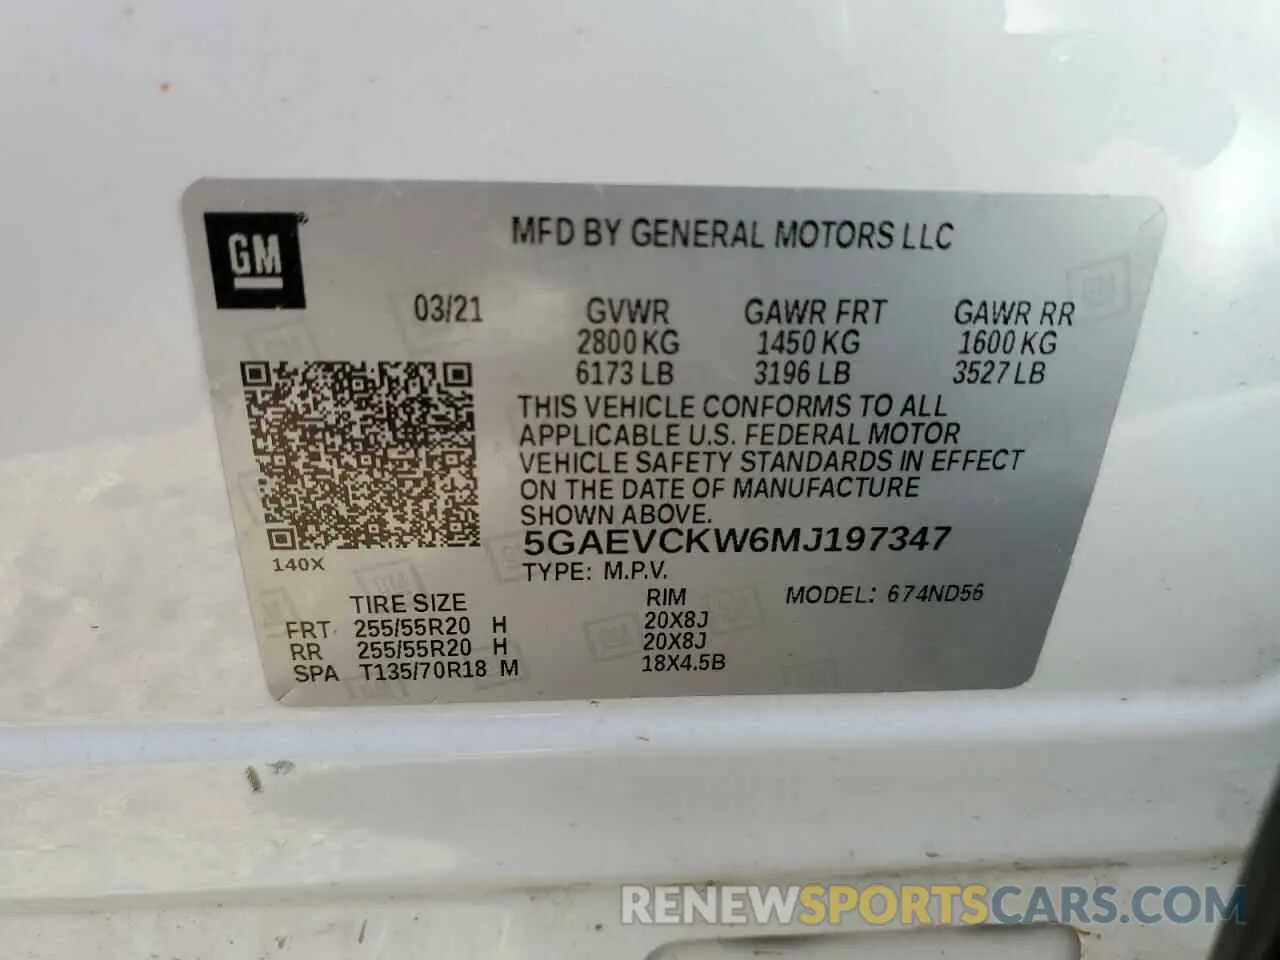 GM
MFD BY GENERAL MOTORS LLC
03/21 GVWR GAWR FRT GAWR RR
2800 KG 1450 KG 1600 KG
6173 LB 3196 LB 3527 LB
THIS VEHICLE CONFORMS TO ALL
APPLICABLE U.S. FEDERAL MOTOR
VEHICLE SAFETY STANDARDS IN EFFECT
ON THE DATE OF MANUFACTURE
SHOWN ABOVE.
5GAEVCKW6MJ197347
140X
TYPE: M.P.V.
TIRE SIZE RIM MODEL: 674ND56
FRT 255/55R20 H 20X8J
RR 255/55R20 H 20X8J
SPA T135/70R18 M 18X4.5B
RENEWSPORTSCARS.COM